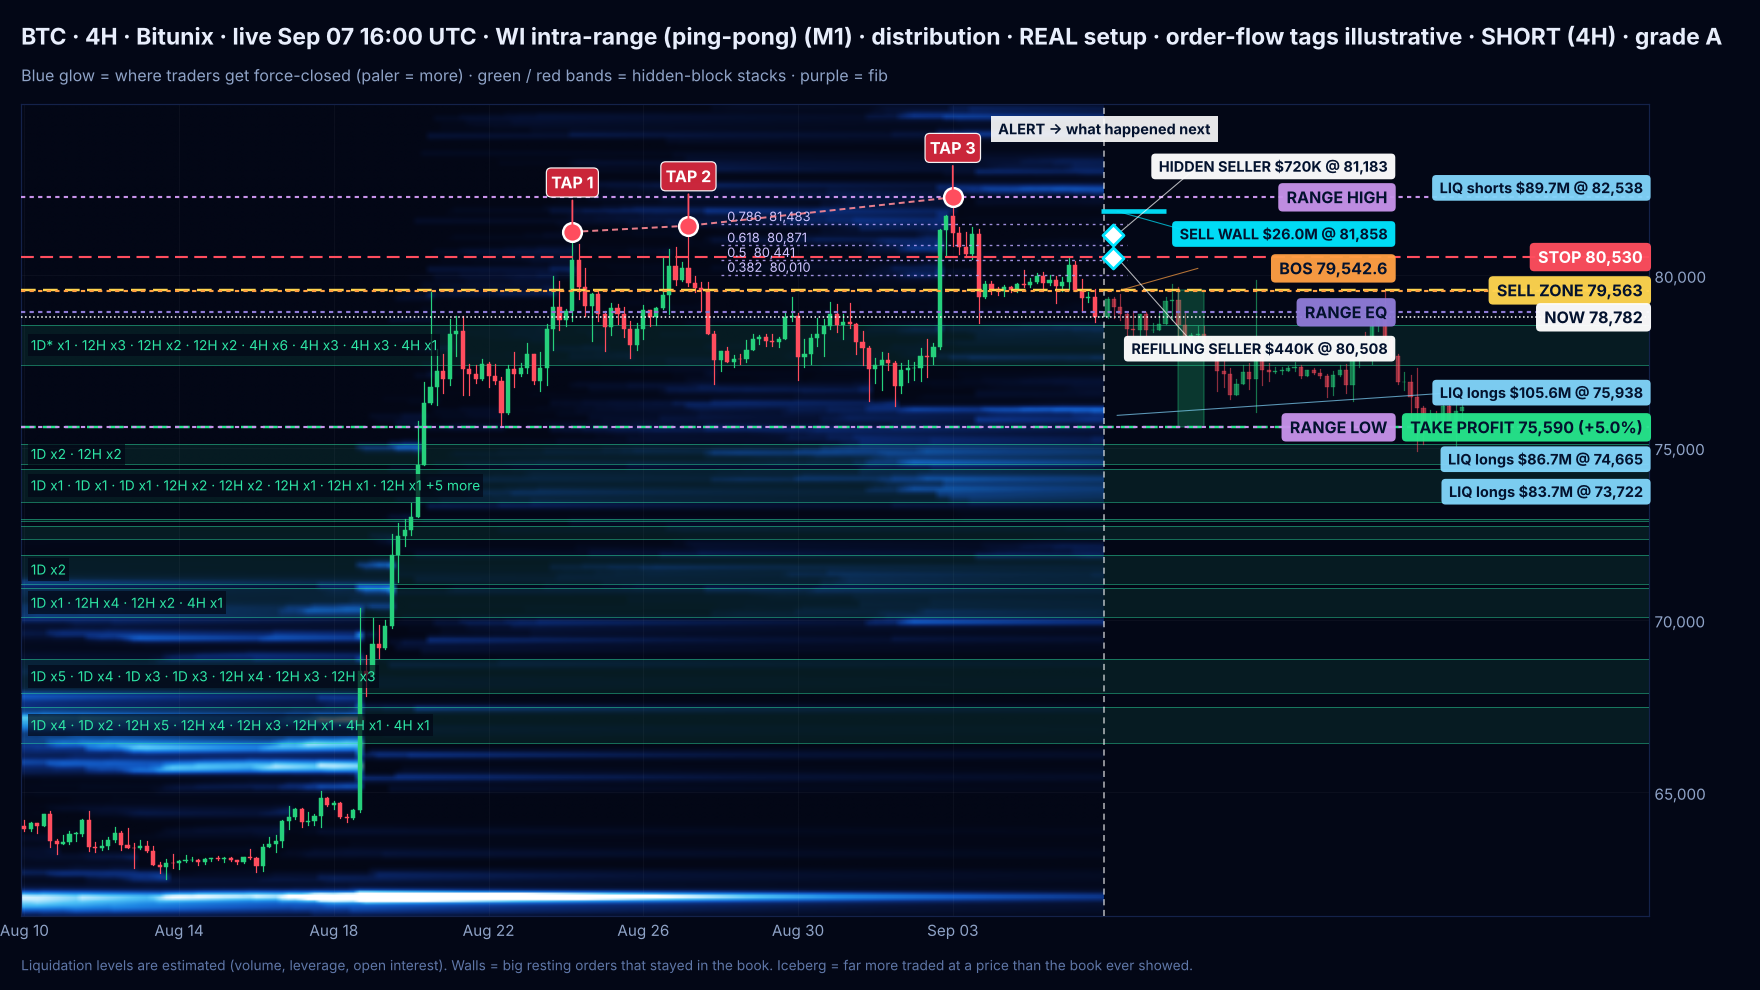 BTC · 4H · Bitunix · live Sep 07 16:00 UTC · WI intra-range (ping-pong) (M1) · distribution · REAL setup · order-flow tags illustrative · SHORT (4H) · grade A
Blue glow = where traders get force-closed (paler = more) · green / red bands = hidden-block stacks · purple = fib
ALERT → what happened next
TAP 1
TAP 2
TAP 3
HIDDEN SELLER $720K @ 81,183
LIQ shorts $89.7M @ 82,538
RANGE HIGH
0.786 81,483
SELL WALL $26.0M @ 81,858
0.618 80,871
0.5 80,441
STOP 80,530
0.382 80,010
BOS 79,542.6
80,000
SELL ZONE 79,563
RANGE EQ
NOW 78,782
1D* x1 · 12H x3 · 12H x2 · 12H x2 · 4H x6 · 4H x3 · 4H x3 · 4H x1
REFILLING SELLER $440K @ 80,508
LIQ longs $105.6M @ 75,938
RANGE LOW
TAKE PROFIT 75,590 (+5.0%)
75,000
1D x2 · 12H x2
LIQ longs $86.7M @ 74,665
1D x1 · 1D x1 · 1D x1 · 12H x2 · 12H x2 · 12H x1 · 12H x1 · 12H x1 +5 more
LIQ longs $83.7M @ 73,722
1D x2
1D x1 · 12H x4 · 12H x2 · 4H x1
70,000
1D x5 · 1D x4 · 1D x3 · 1D x3 · 12H x4 · 12H x3 · 12H x3
1D x4 · 1D x2 · 12H x5 · 12H x4 · 12H x3 · 12H x1 · 4H x1 · 4H x1
65,000
Aug 10
Aug 14
Aug 18
Aug 22
Aug 26
Aug 30
Sep 03
Liquidation levels are estimated (volume, leverage, open interest). Walls = big resting orders that stayed in the book. Iceberg = far more traded at a price than the book ever showed.